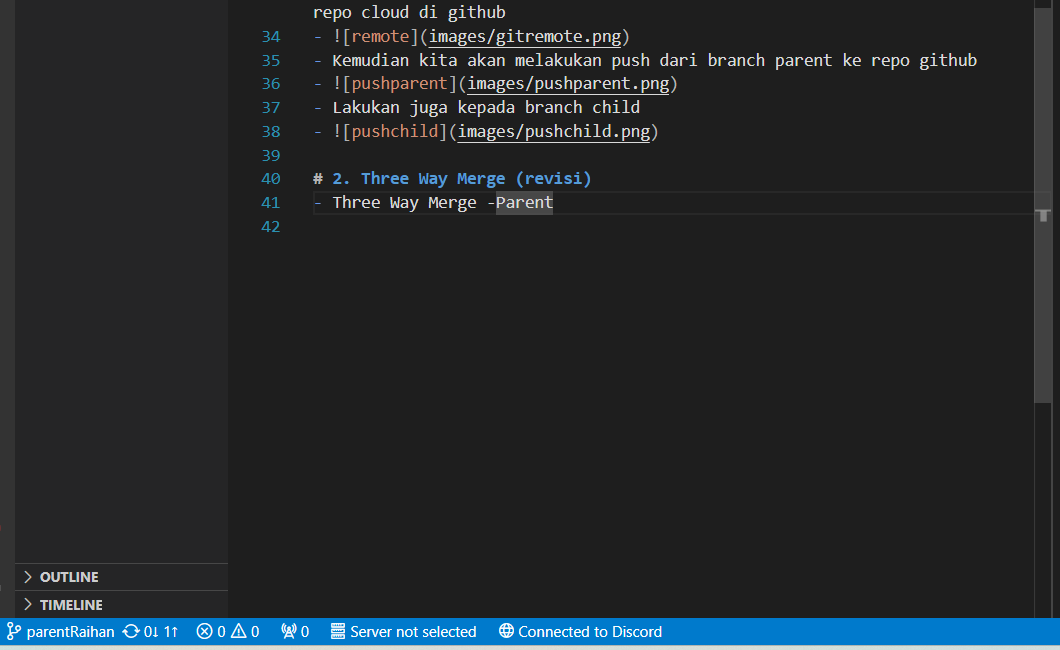 repo cloud di github
34 - ![remote](images/gitremote.png)
35 - Kemudian kita akan melakukan push dari branch parent ke repo github
36 - ![pushparent](images/pushparent.png)
37 - Lakukan juga kepada branch child
38 - ![pushchild](images/pushchild.png)
39
40 # 2. Three Way Merge (revisi)
41 - Three Way Merge -Parent
42
OUTLINE
TIMELINE
parentRaihan 0↓ 1↑ 0 0 0 Server not selected Connected to Discord